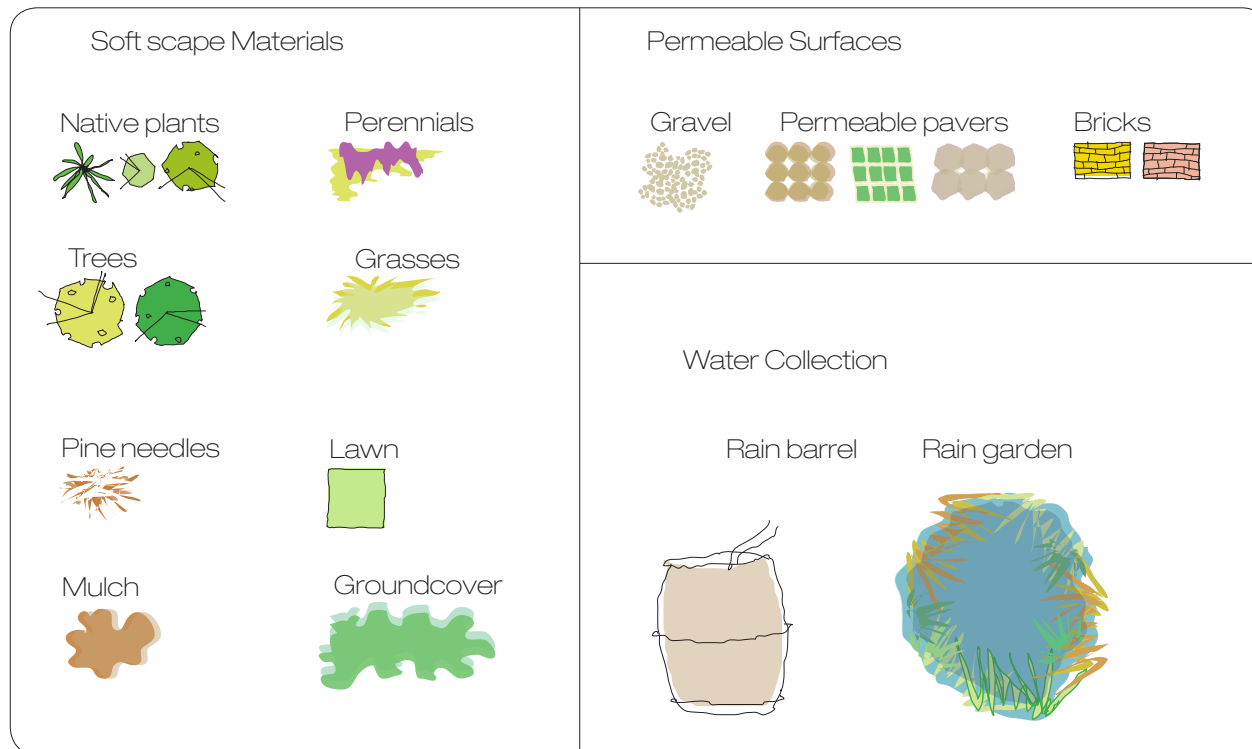 Soft scape Materials
Native plants
Perennials
Trees
Grasses
Pine needles
Lawn
Mulch
Groundcover
Permeable Surfaces
Gravel
Permeable pavers
Bricks
Water Collection
Rain barrel
Rain garden